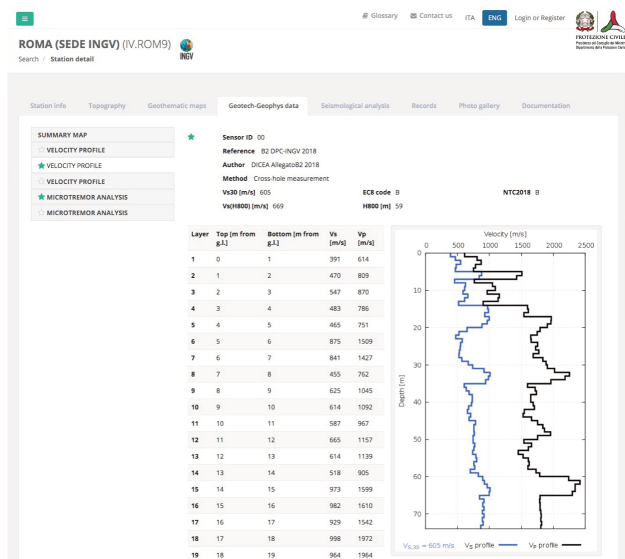 # Glossary
Contact us
ITA
ENG
Login or Register
PROTEZIONE CIVILE
Presidenza del Consiglio dei Ministri
Dipartimento della Protezione Civile
ROMA (SEDE INGV) (IV.ROM9)
INGV
Search / Station detail
Station info Topography Geothematic maps Geotech-Geophys data Seismological analysis Records Photo gallery Documentation
SUMMARY MAP
VELOCITY PROFILE
VELOCITY PROFILE
VELOCITY PROFILE
MICROTREMOR ANALYSIS
MICROTREMOR ANALYSIS
Sensor ID 00
Reference B2 DPC-INGV 2018
Author DICEA AllegatoB2 2018
Method Cross-hole measurement
Vs30 [m/s] 605 EC8 code B NTC2018 B
Vs(H800) [m/s] 669 H800 [m] 59
Layer Top [m from g.l.] Bottom [m from g.l.] Vs [m/s] Vp [m/s]
1 0 1 391 614
2 1 2 470 809
3 2 3 547 870
4 3 4 483 786
5 4 5 465 751
6 5 6 875 1509
7 6 7 841 1427
8 7 8 455 762
9 8 9 625 1045
10 9 10 614 1092
11 10 11 587 967
12 11 12 665 1157
13 12 13 614 1139
14 13 14 518 905
15 14 15 973 1599
16 15 16 982 1610
17 16 17 929 1542
18 17 18 998 1972
19 18 19 964 1964
Velocity [m/s]
0 500 1000 1500 2000 2500
Depth [m]
0
10
20
30
40
50
60
70
Vs,30 = 605 m/s
Vs profile
Vp profile